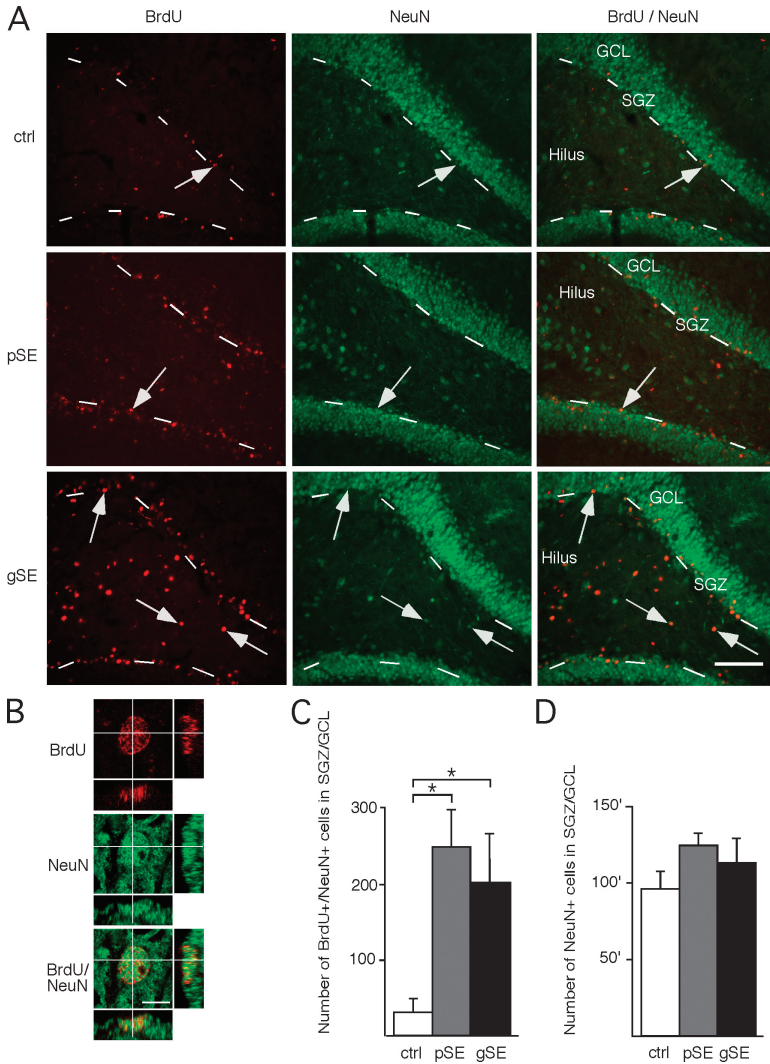 A
BrdU
NeuN
BrdU / NeuN
ctrl
GCL
SGZ
Hilus
pSE
GCL
Hilus
SGZ
gSE
GCL
Hilus
SGZ
B
BrdU
NeuN
BrdU/
NeuN
C
Number of BrdU+/NeuN+ cells in SGZ/GCL
300
200
100
*
*
ctrl pSE gSE
D
Number of NeuN+ cells in SGZ/GCL
150'
100'
50'
ctrl pSE gSE